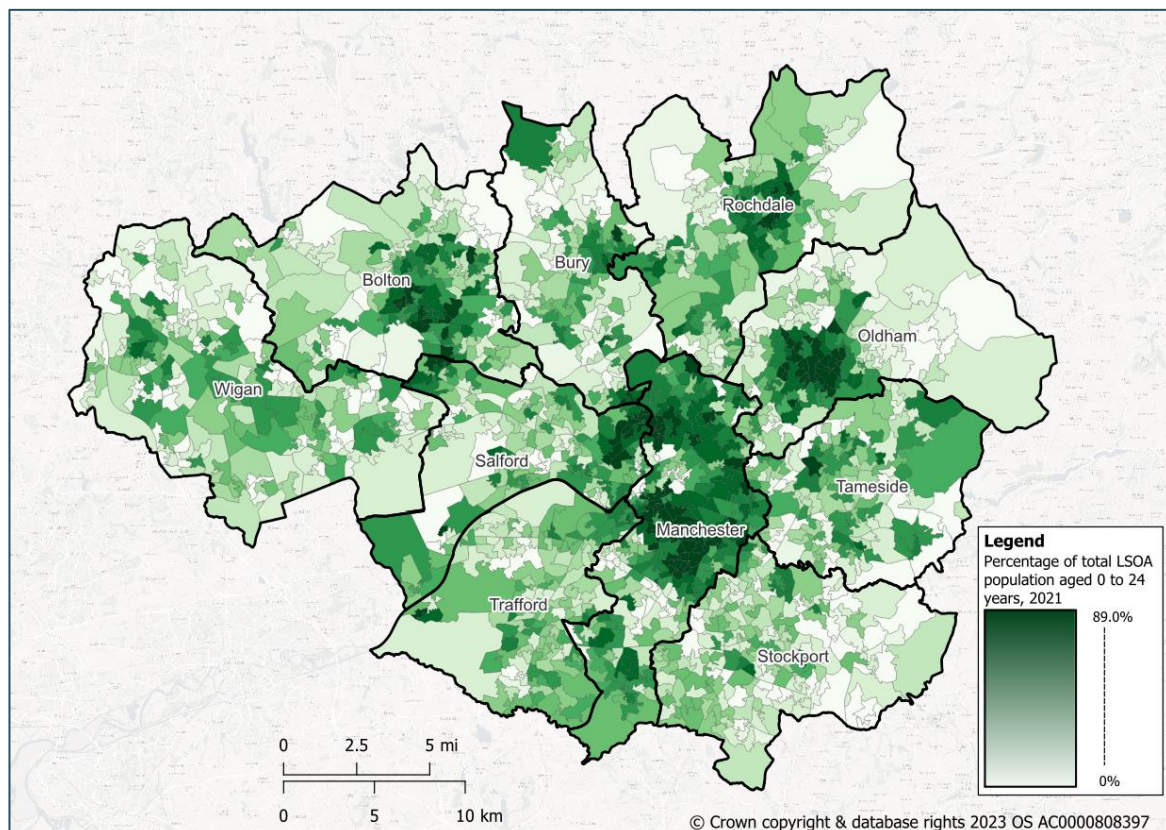 Rochdale
Bury
Bolton
Oldham
Wigan
Salford
Tameside
Manchester
Trafford
Stockport
Legend
Percentage of total LSOA
population aged 0 to 24
years, 2021
89.0%
0%
0 2.5 5 mi
0 5 10 km
© Crown copyright & database rights 2023 OS AC0000808397